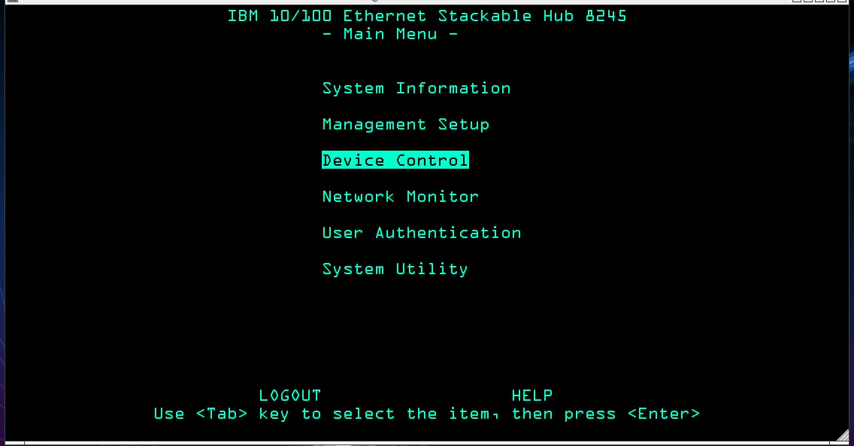 IBM 10/100 Ethernet Stackable Hub 8245
- Main Menu -
System Information
Management Setup
Device Control
Network Monitor
User Authentication
System Utility
LOGOUT HELP
Use <Tab> key to select the item, then press <Enter>